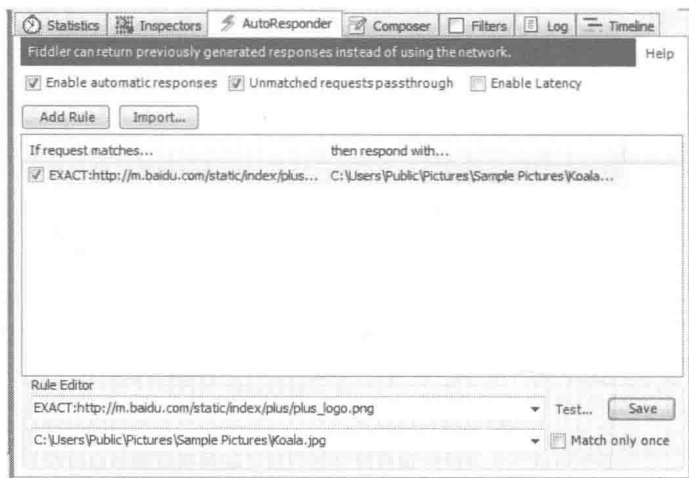 Statistics Inspectors AutoResponder Composer Filters Log Timeline
Fiddler can return previously generated responses instead of using the network. Help
Enable automatic responses Unmatched requests passthrough Enable Latency
Add Rule Import...
If request matches... then respond with...
EXACT:http://m.baidu.com/static/index/plus... C:\Users\Public\Pictures\Sample Pictures\Koala...
Rule Editor
EXACT:http://m.baidu.com/static/index/plus/plus_logo.png Test... Save
C:\Users\Public\Pictures\Sample Pictures\Koala.jpg Match only once